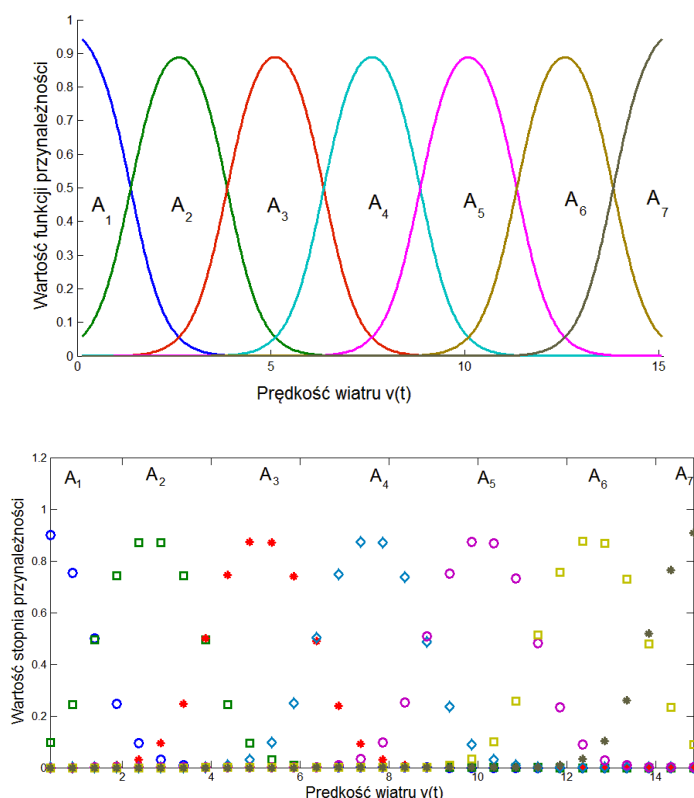 1
0.9
0.8
0.7
0.6
0.5
0.4
0.3
0.2
0.1
0
Wartość funkcji przynależności
A1 A2 A3 A4 A5 A6 A7
0 5 10 15
Prędkość wiatru v(t)
1.2
1
0.8
0.6
0.4
0.2
0
Wartość stopnia przynależności
A1 A2 A3 A4 A5 A6 A7
2 4 6 8 10 12 14
Prędkość wiatru v(t)